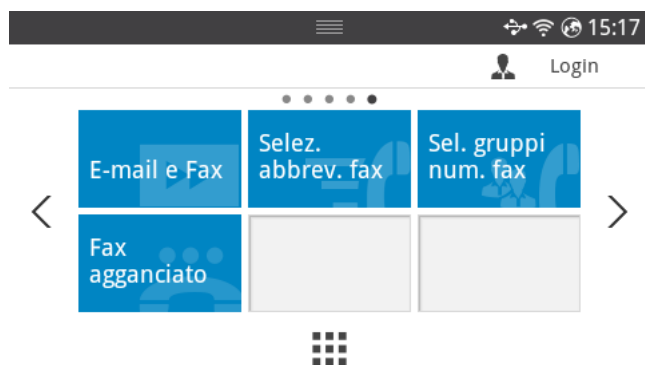 15:17
Login
E-mail e Fax
Selez.
abbrev. fax
Sel. gruppi
num. fax
Fax
agganciato